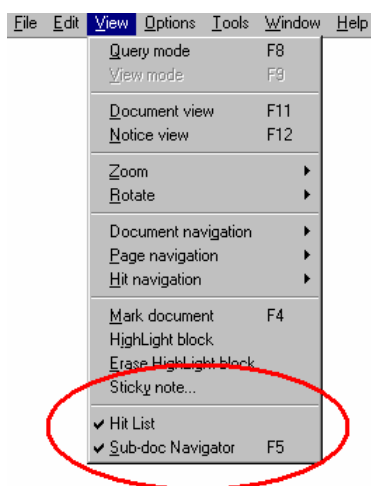 File Edit View Options Tools Window Help
Query mode F8
View mode F9
Document view F11
Notice view F12
Zoom
Rotate
Document navigation
Page navigation
Hit navigation
Mark document F4
HighLight block
Erase HighLight block
Sticky note...
Hit List
Sub-doc Navigator F5